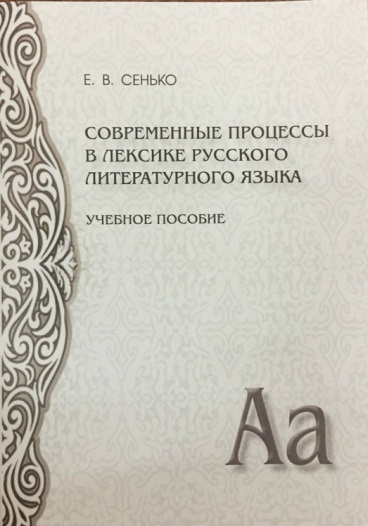 Е. В. СЕНЬКО
СОВРЕМЕННЫЕ ПРОЦЕССЫ
В ЛЕКСИКЕ РУССКОГО
ЛИТЕРАТУРНОГО ЯЗЫКА
УЧЕБНОЕ ПОСОБИЕ
Аа